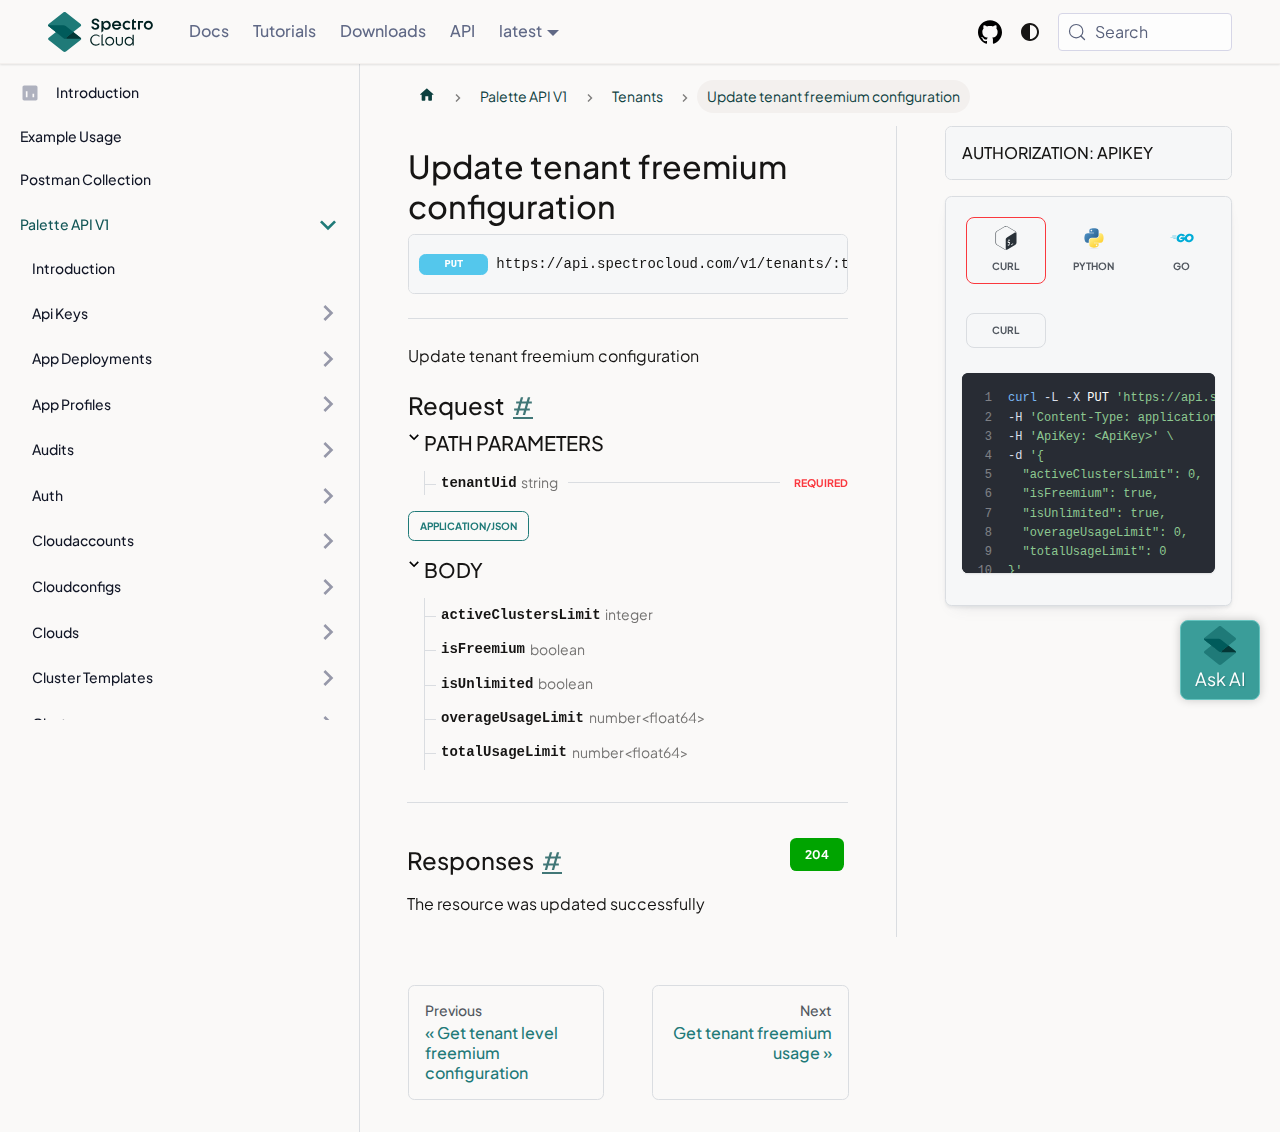 Spectro Cloud
Docs
Tutorials
Downloads
API
latest
Search
Introduction
Example Usage
Postman Collection
Palette API V1
Introduction
Api Keys
App Deployments
App Profiles
Audits
Auth
Cloudaccounts
Cloudconfigs
Clouds
Cluster Templates
Palette API V1
Tenants
Update tenant freemium configuration
Update tenant freemium
configuration
PUT https://api.spectrocloud.com/v1/tenants/:t
Update tenant freemium configuration
Request #
PATH PARAMETERS
tenantUid string REQUIRED
APPLICATION/JSON
BODY
activeClustersLimit integer
isFreemium boolean
isUnlimited boolean
overageUsageLimit number<float64>
totalUsageLimit number<float64>
Responses #
204
The resource was updated successfully
Previous
« Get tenant level
freemium
configuration
Next
Get tenant freemium
usage »
AUTHORIZATION: APIKEY
CURL
PYTHON
GO
CURL
1 curl -L -X PUT 'https://api.s
2 -H 'Content-Type: application
3 -H 'ApiKey: <ApiKey>' \
4 -d '{
5 "activeClustersLimit": 0,
6 "isFreemium": true,
7 "isUnlimited": true,
8 "overageUsageLimit": 0,
9 "totalUsageLimit": 0
10 }'
Ask AI